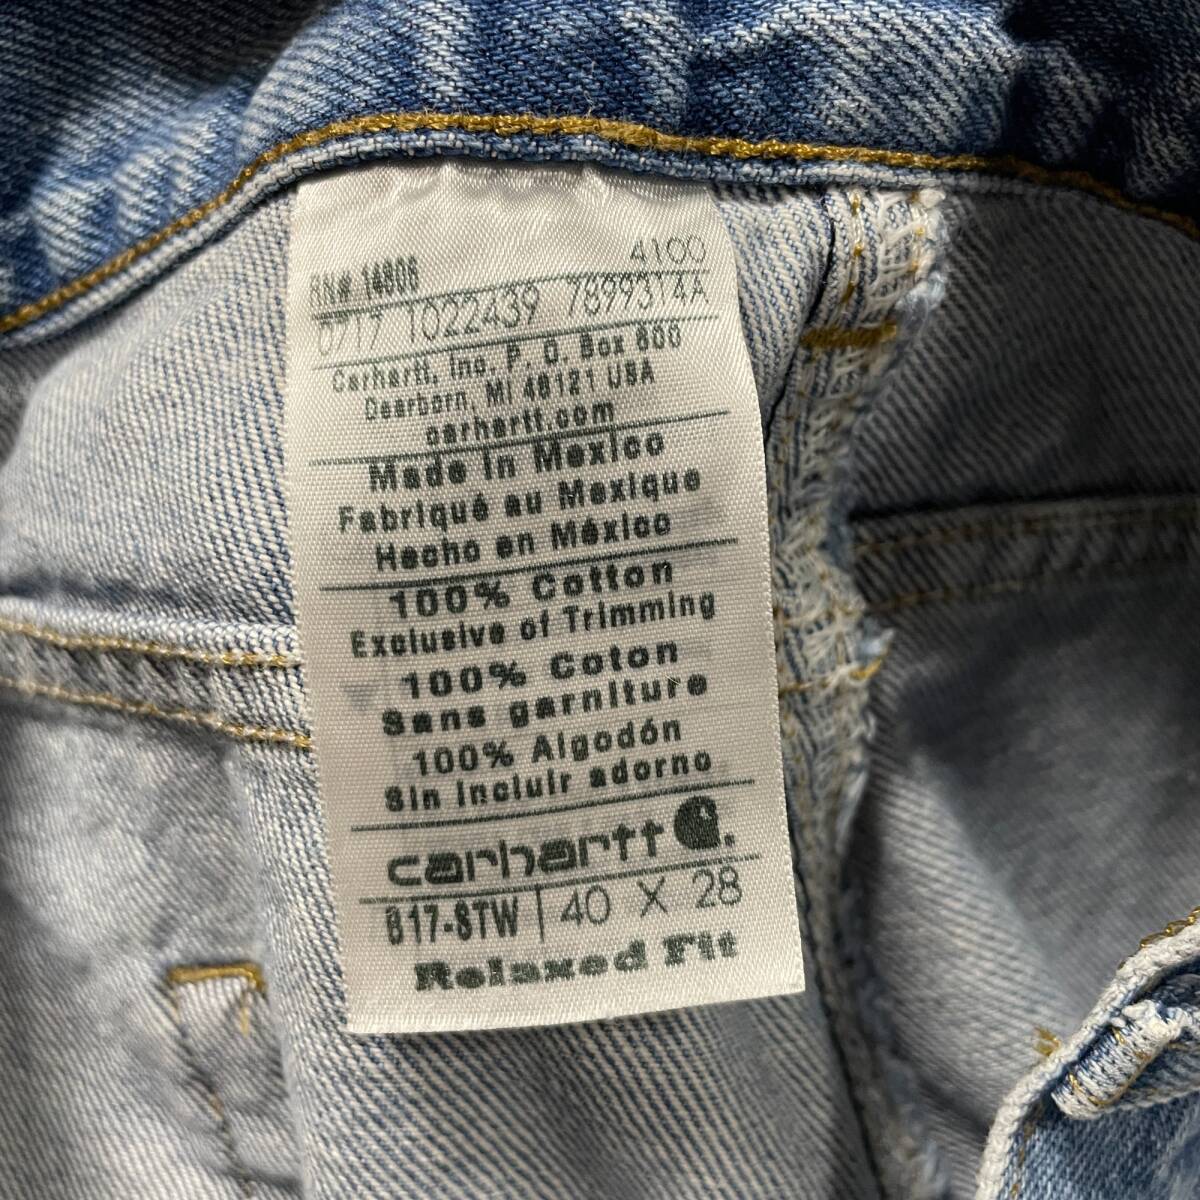 4100
RN# 14806
0717 1022439 7899314A
Carhartt, Inc. P. O. Box 600
Dearborn, MI 48121 USA
carhartt.com
Made in Mexico
Fabriqué au Mexique
Hecho en México
100% Cotton
Exclusive of Trimming
100% Coton
Sans garniture
100% Algodón
Sin incluir adorno
carhartt
B17-STW 40 X 28
Relaxed Fit